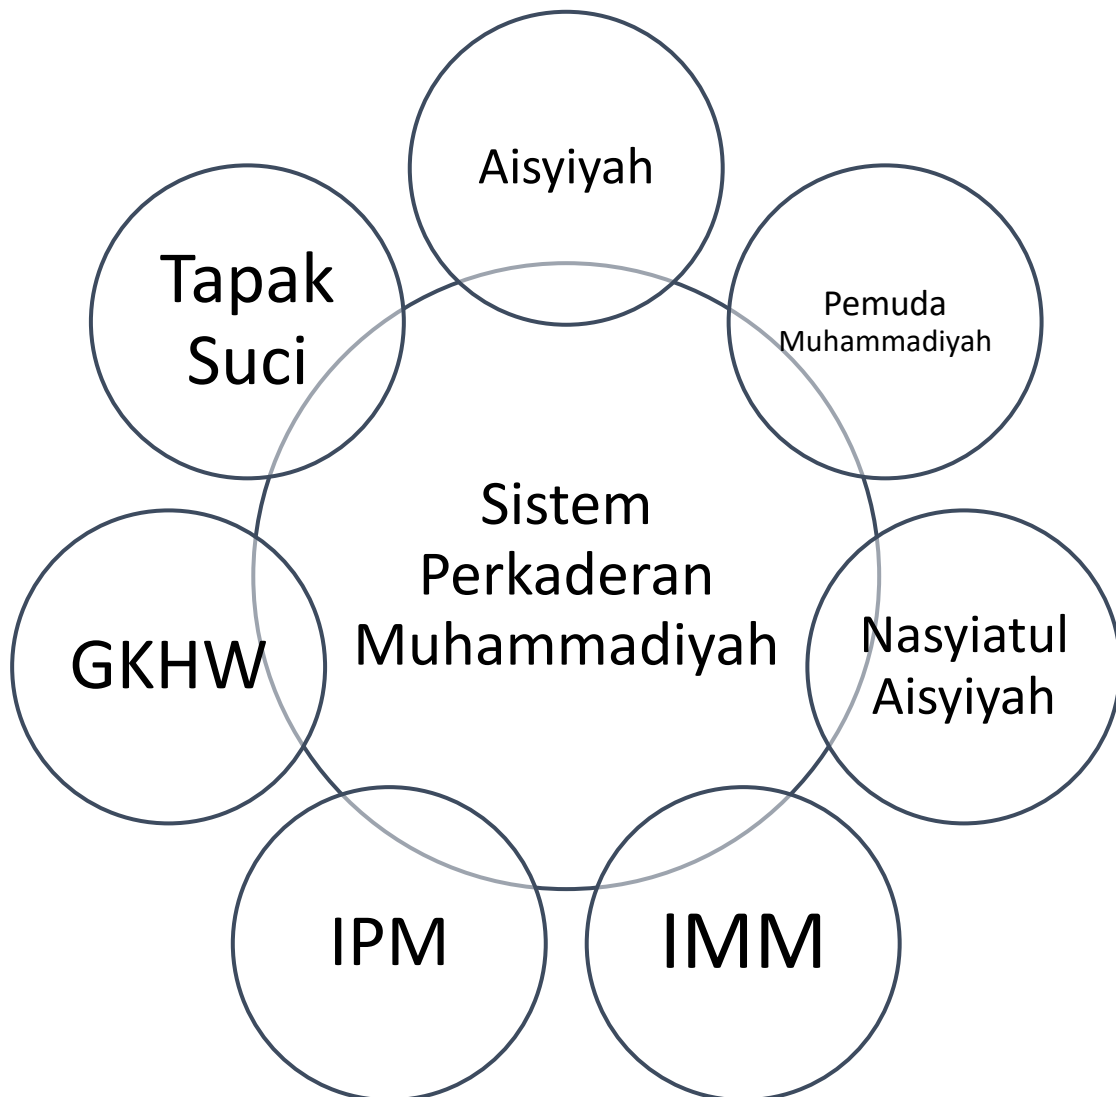 Aisyiyah
Pemuda
Muhammadiyah
Nasyiatul
Aisyiyah
IMM
IPM
GKHW
Tapak
Suci
Sistem
Perkaderan
Muhammadiyah